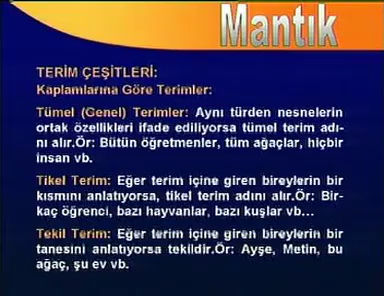 Mantık
TERİM ÇEŞİTLERİ:
Kaplamlarına Göre Terimler:
Tümel (Genel) Terimler: Aynı türden nesnelerin
ortak özellikleri ifade ediliyorsa tümel terim adı-
nı alır.Ör: Bütün öğretmenler, tüm ağaçlar, hiçbir
insan vb.
Tikel Terim: Eğer terim içine giren bireylerin bir
kısmını anlatıyorsa, tikel terim adını alır.Ör: Bir-
kaç öğrenci, bazı hayvanlar, bazı kuşlar vb...
Tekil Terim: Eğer terim içine giren bireylerin bir
tanesini anlatıyorsa tekildir.Ör: Ayşe, Metin, bu
ağaç, şu ev vb.